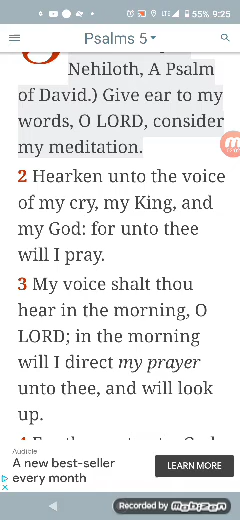 55% 9:25
Psalms 5
Nehiloth, A Psalm
of David.) Give ear to my
words, O LORD, consider
my meditation.
2 Hearken unto the voice
of my cry, my King, and
my God: for unto thee
will I pray.
3 My voice shalt thou
hear in the morning, O
LORD; in the morning
will I direct my prayer
unto thee, and will look
up.
Audible
A new best-seller
every month
LEARN MORE
Recorded by mobizen